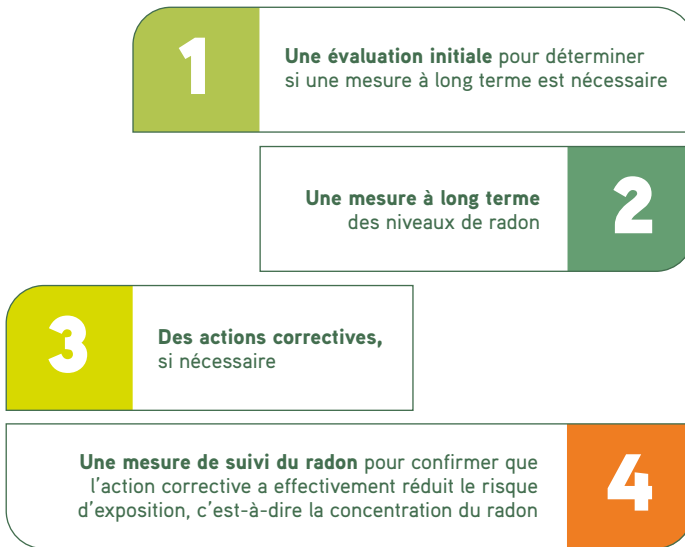 1
Une évaluation initiale pour déterminer
si une mesure à long terme est nécessaire
Une mesure à long terme
des niveaux de radon
2
3
Des actions correctives,
si nécessaire
Une mesure de suivi du radon pour confirmer que
l'action corrective a effectivement réduit le risque
d'exposition, c'est-à-dire la concentration du radon
4